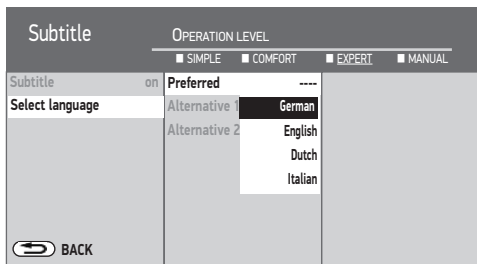 Subtitle OPERATION LEVEL
SIMPLE COMFORT EXPERT MANUAL
Subtitle on Preferred ----
Select language Alternative 1 German
Alternative 2 English
Dutch
Italian
BACK